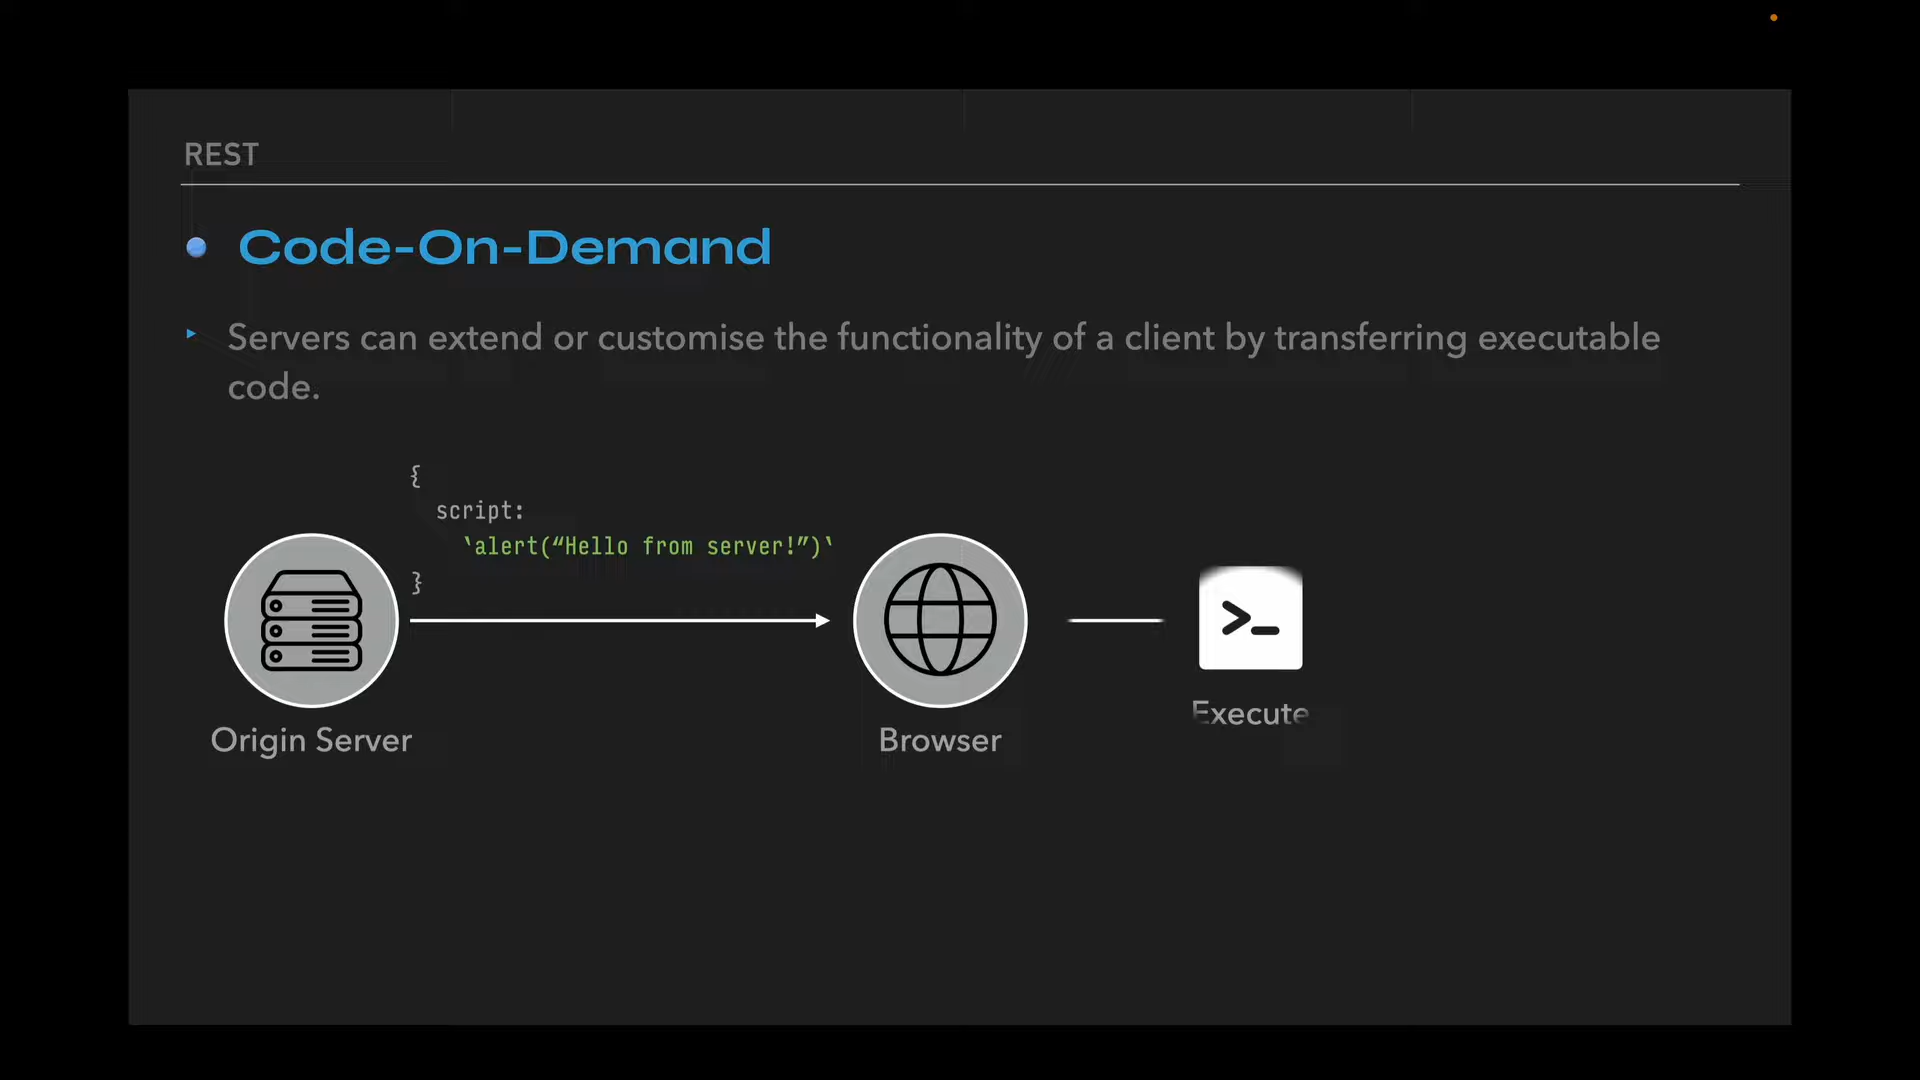 REST
Code-On-Demand
Servers can extend or customise the functionality of a client by transferring executable
code.
{
script:
‵alert(“Hello from server!”)‵
}
>_
Origin Server
Browser
Execute